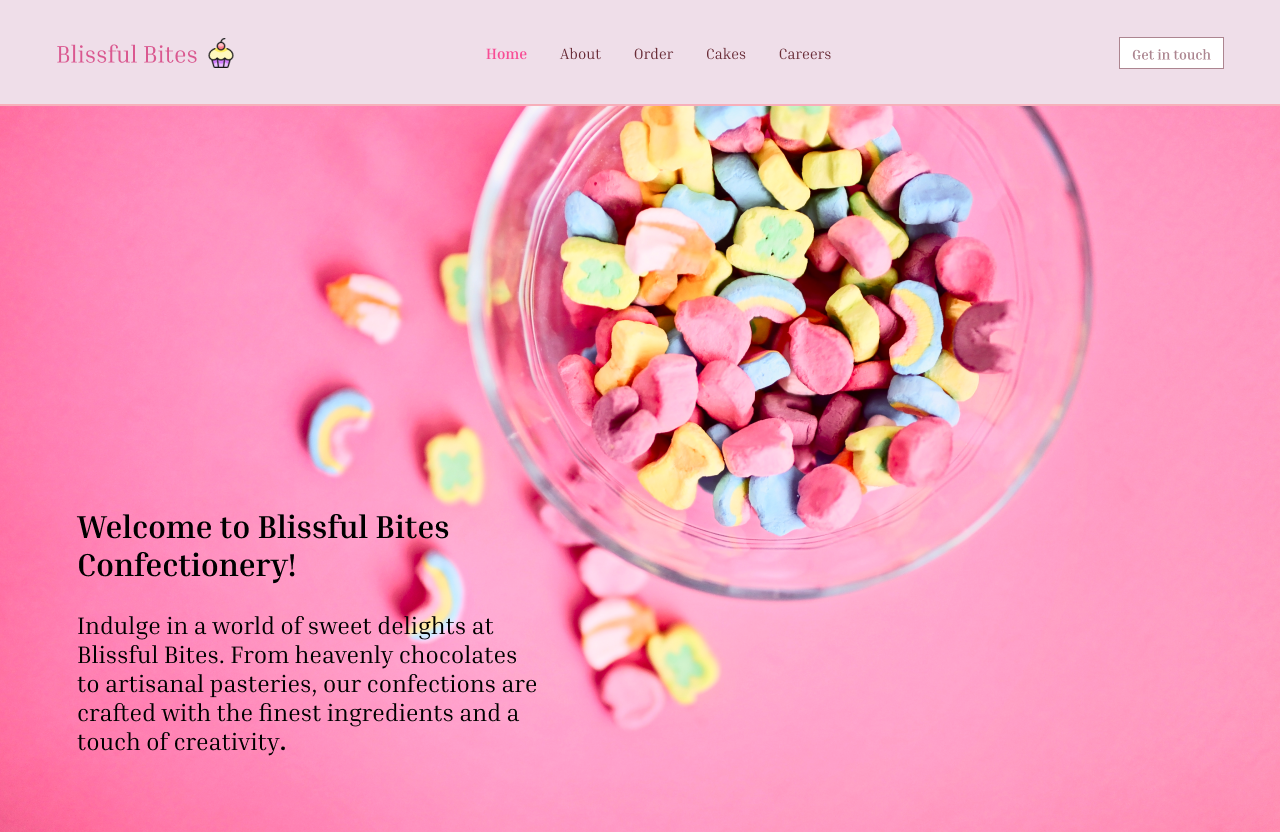 Blissful Bites
Home About Order Cakes Careers
Get in touch
Welcome to Blissful Bites
Confectionery!
Indulge in a world of sweet delights at
Blissful Bites. From heavenly chocolates
to artisanal pasteries, our confections are
crafted with the finest ingredients and a
touch of creativity.